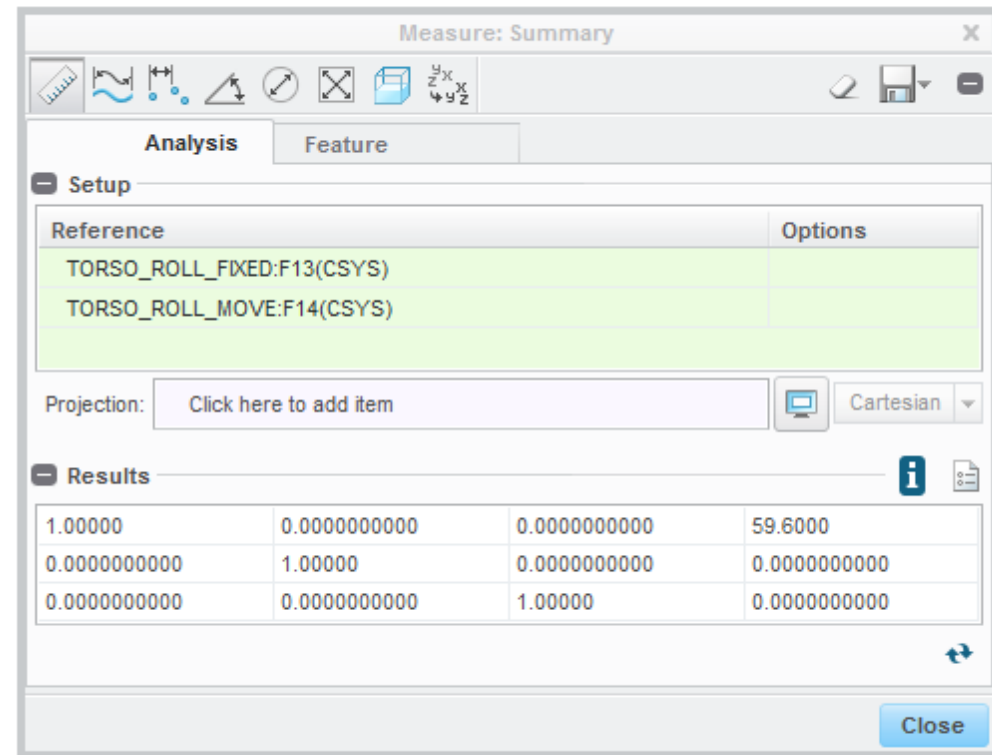 Measure: Summary
Analysis Feature
Setup
Reference Options
TORSO_ROLL_FIXED:F13(CSYS)
TORSO_ROLL_MOVE:F14(CSYS)
Projection: Click here to add item Cartesian
Results
1.00000 0.0000000000 0.0000000000 59.6000
0.0000000000 1.00000 0.0000000000 0.0000000000
0.0000000000 0.0000000000 1.00000 0.0000000000
Close